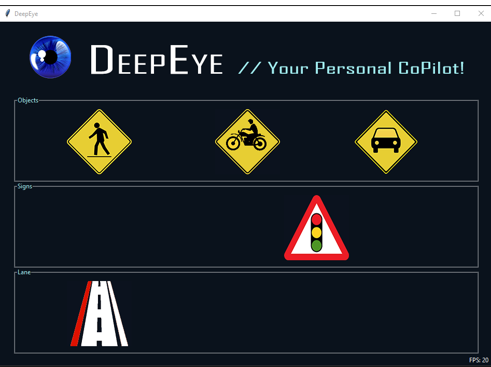 DeepEye
DEEPEYE // Your Personal CoPilot!
Objects
Signs
Lane
FPS: 20